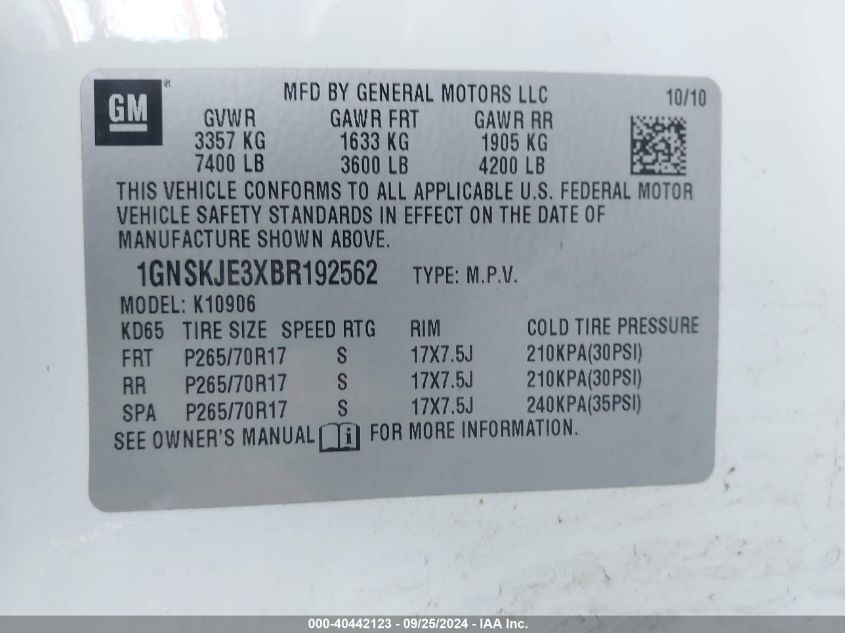 GM® MFD BY GENERAL MOTORS LLC 10/10
GVWR GAWR FRT GAWR RR
3357 KG 1633 KG 1905 KG
7400 LB 3600 LB 4200 LB
THIS VEHICLE CONFORMS TO ALL APPLICABLE U.S. FEDERAL MOTOR
VEHICLE SAFETY STANDARDS IN EFFECT ON THE DATE OF
MANUFACTURE SHOWN ABOVE.
1GNSKJE3XBR192562 TYPE: M.P.V.
MODEL: K10906
KD65 TIRE SIZE SPEED RTG RIM COLD TIRE PRESSURE
FRT P265/70R17 S 17X7.5J 210KPA(30PSI)
RR P265/70R17 S 17X7.5J 210KPA(30PSI)
SPA P265/70R17 S 17X7.5J 240KPA(35PSI)
SEE OWNER'S MANUAL i FOR MORE INFORMATION.
000-40442123 - 09/25/2024 - IAA Inc.